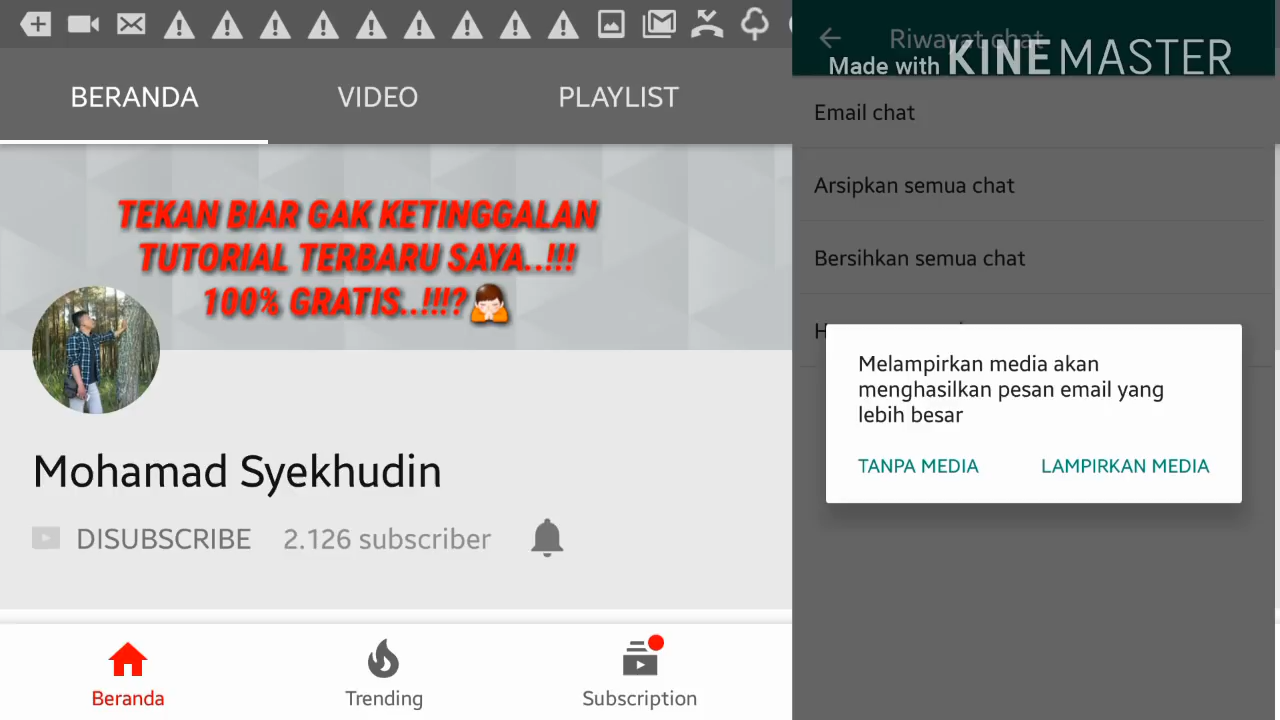 BERANDA
VIDEO
PLAYLIST
TEKAN BIAR GAK KETINGGALAN
TUTORIAL TERBARU SAYA..!!!
100% GRATIS..!!!?
Mohamad Syekhudin
DISUBSCRIBE
2.126 subscriber
Beranda
Trending
Subscription
Riwayat chat
Made with KINEMASTER
Email chat
Arsipkan semua chat
Bersihkan semua chat
Melampirkan media akan
menghasilkan pesan email yang
lebih besar
TANPA MEDIA
LAMPIRKAN MEDIA